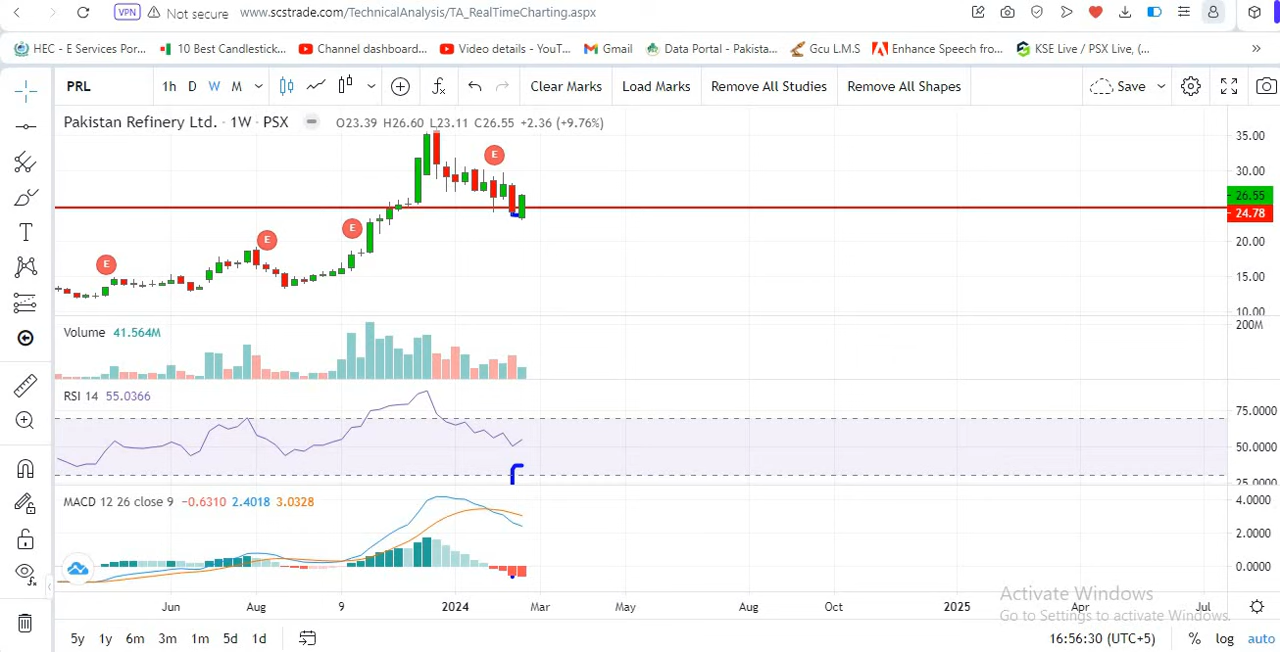 VPN Not secure www.scstrade.com/TechnicalAnalysis/TA_RealTimeCharting.aspx
HEC - E Services Por... 10 Best Candlestick... Channel dashboard... Video details - YouT... Gmail Data Portal - Pakista... Gcu L.M.S Enhance Speech fro... KSE Live / PSX Live, (... »
PRL 1h D W M Clear Marks Load Marks Remove All Studies Remove All Shapes Save
Pakistan Refinery Ltd. · 1W · PSX O23.39 H26.60 L23.11 C26.55 +2.36 (+9.76%)
35.00
E
30.00
26.55
24.78
E
E
20.00
E
15.00
10.00
Volume 41.564M
200M
RSI 14 55.0366
75.0000
50.0000
25.0000
MACD 12 26 close 9 −0.6310 2.4018 3.0328
4.0000
2.0000
0.0000
Jun Aug 9 2024 Mar May Aug Oct 2025 Apr Jul
Activate Windows
Go to Settings to activate Windows.
5y 1y 6m 3m 1m 5d 1d 16:56:30 (UTC+5) % log auto